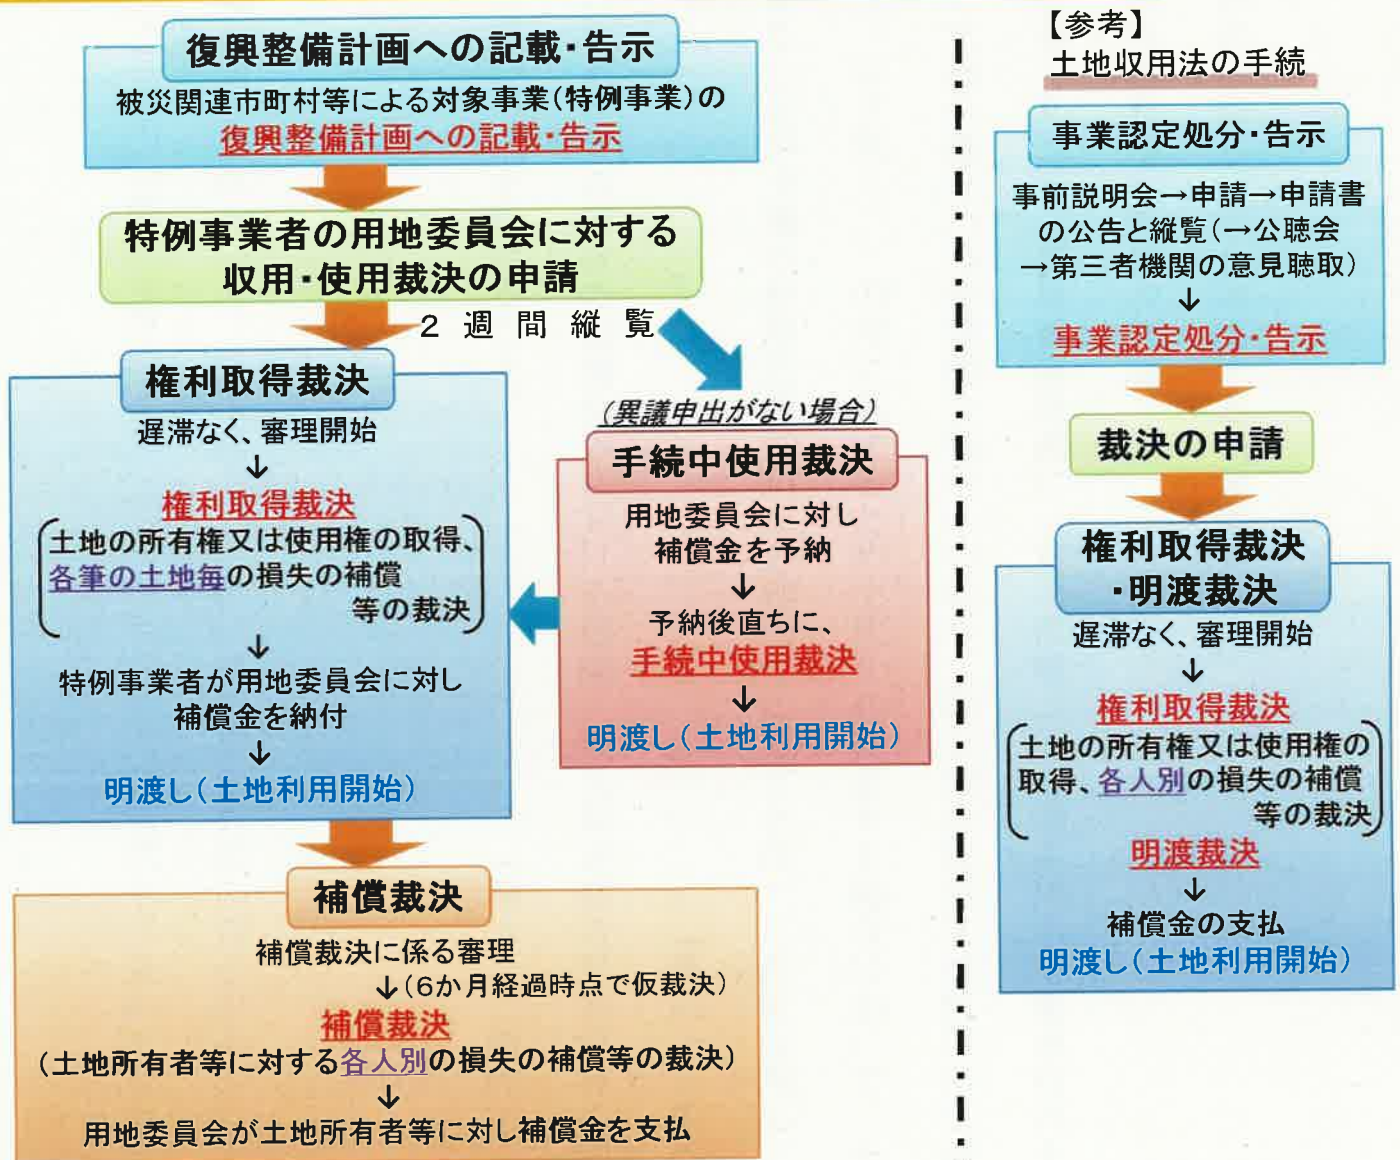 復興整備計画への記載・告示
被災関連市町村等による対象事業(特例事業)の
復興整備計画への記載・告示
特例事業者の用地委員会に対する
収用・使用裁決の申請
2週間縦覧
権利取得裁決
遅滞なく、審理開始
↓
権利取得裁決
土地の所有権又は使用権の取得、
各筆の土地毎の損失の補償
等の裁決
↓
特例事業者が用地委員会に対し
補償金を納付
↓
明渡し(土地利用開始)
(異議申出がない場合)
手続中使用裁決
用地委員会に対し
補償金を予納
↓
予納後直ちに、
手続中使用裁決
↓
明渡し(土地利用開始)
補償裁決
補償裁決に係る審理
↓(6か月経過時点で仮裁決)
補償裁決
(土地所有者等に対する各人別の損失の補償等の裁決)
↓
用地委員会が土地所有者等に対し補償金を支払
【参考】
土地収用法の手続
事業認定処分・告示
事前説明会→申請→申請書
の公告と縦覧(→公聴会
→第三者機関の意見聴取)
↓
事業認定処分・告示
裁決の申請
権利取得裁決
・明渡裁決
遅滞なく、審理開始
↓
権利取得裁決
土地の所有権又は使用権の
取得、各人別の損失の補償
等の裁決
明渡裁決
↓
補償金の支払
明渡し(土地利用開始)